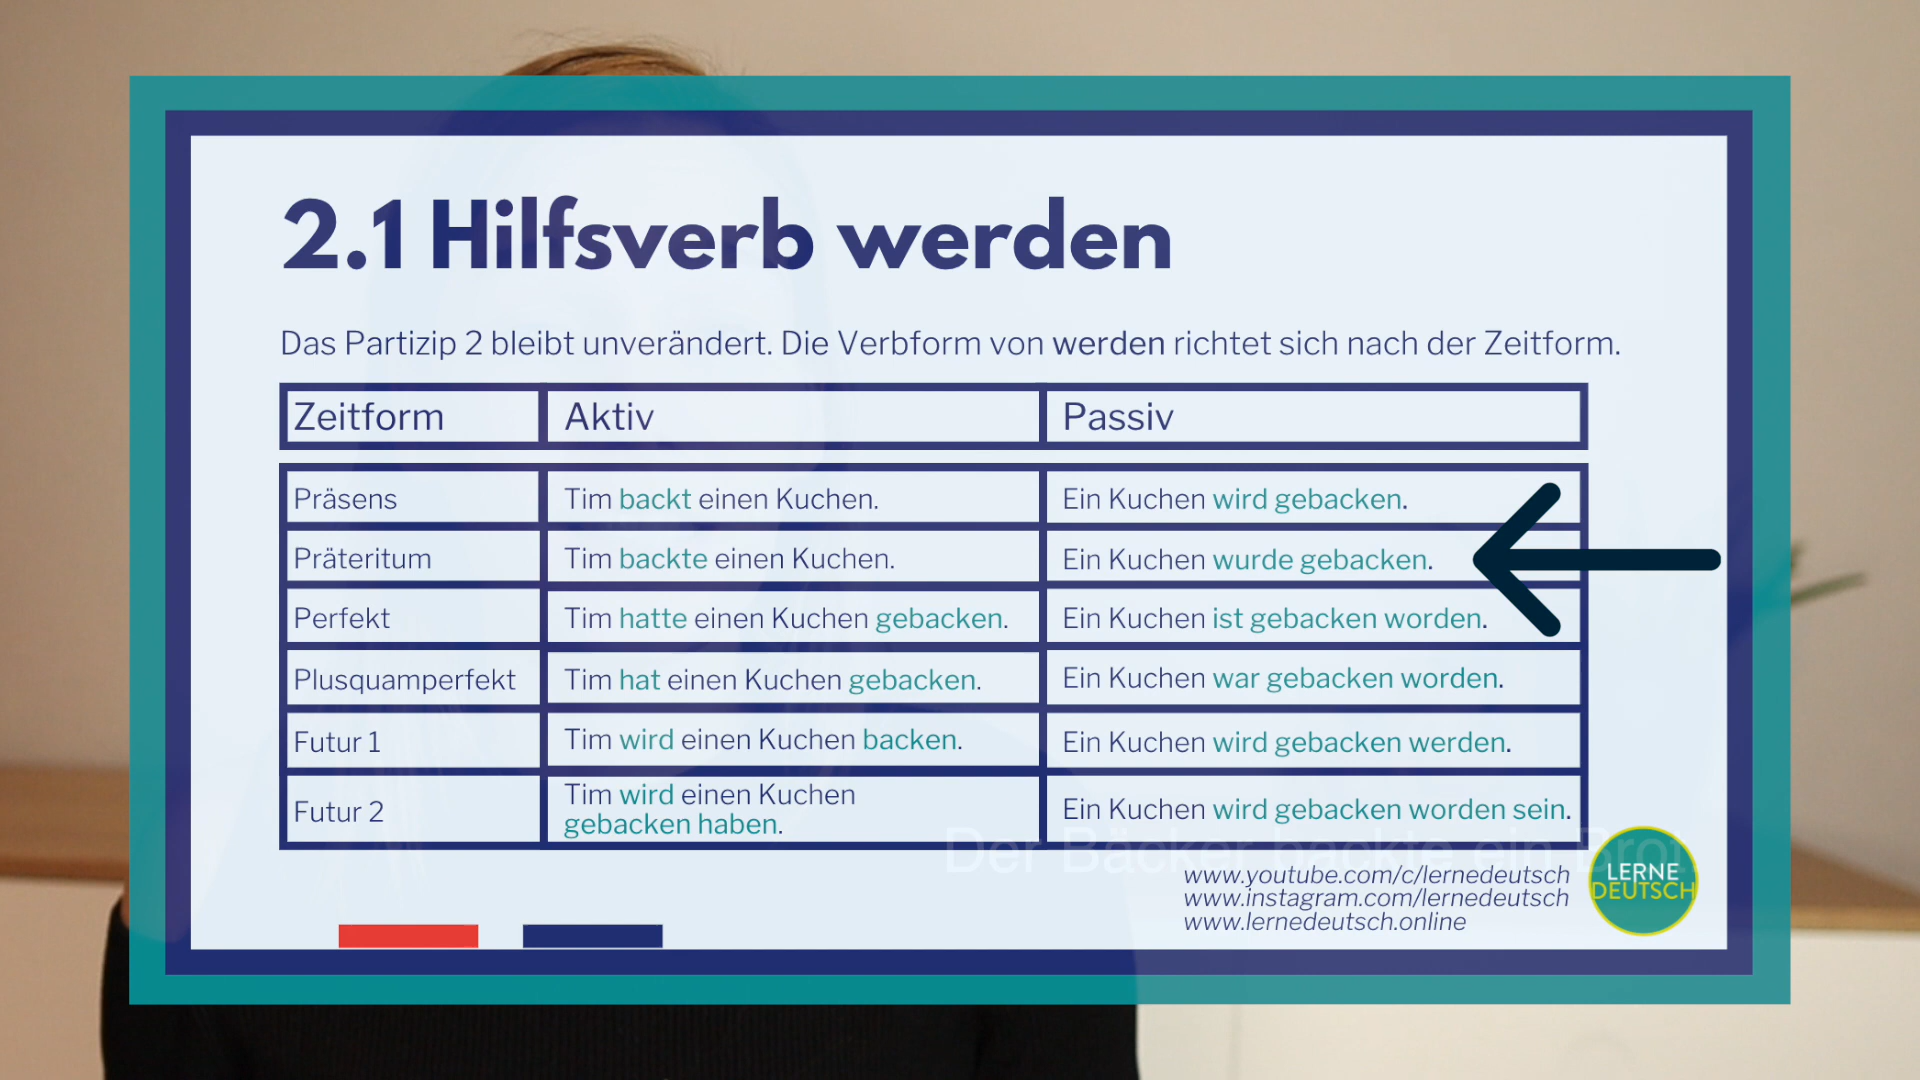 2.1 Hilfsverb werden
Das Partizip 2 bleibt unverändert. Die Verbform von werden richtet sich nach der Zeitform.
Zeitform Aktiv Passiv
Präsens Tim backt einen Kuchen. Ein Kuchen wird gebacken.
Präteritum Tim backte einen Kuchen. Ein Kuchen wurde gebacken.
Perfekt Tim hatte einen Kuchen gebacken. Ein Kuchen ist gebacken worden.
Plusquamperfekt Tim hat einen Kuchen gebacken. Ein Kuchen war gebacken worden.
Futur 1 Tim wird einen Kuchen backen. Ein Kuchen wird gebacken werden.
Futur 2 Tim wird einen Kuchen
gebacken haben. Ein Kuchen wird gebacken worden sein.
Der Bäcker backte ein Brot
www.youtube.com/c/lernedeutsch
www.instagram.com/lernedeutsch
www.lernedeutsch.online
LERNE
DEUTSCH